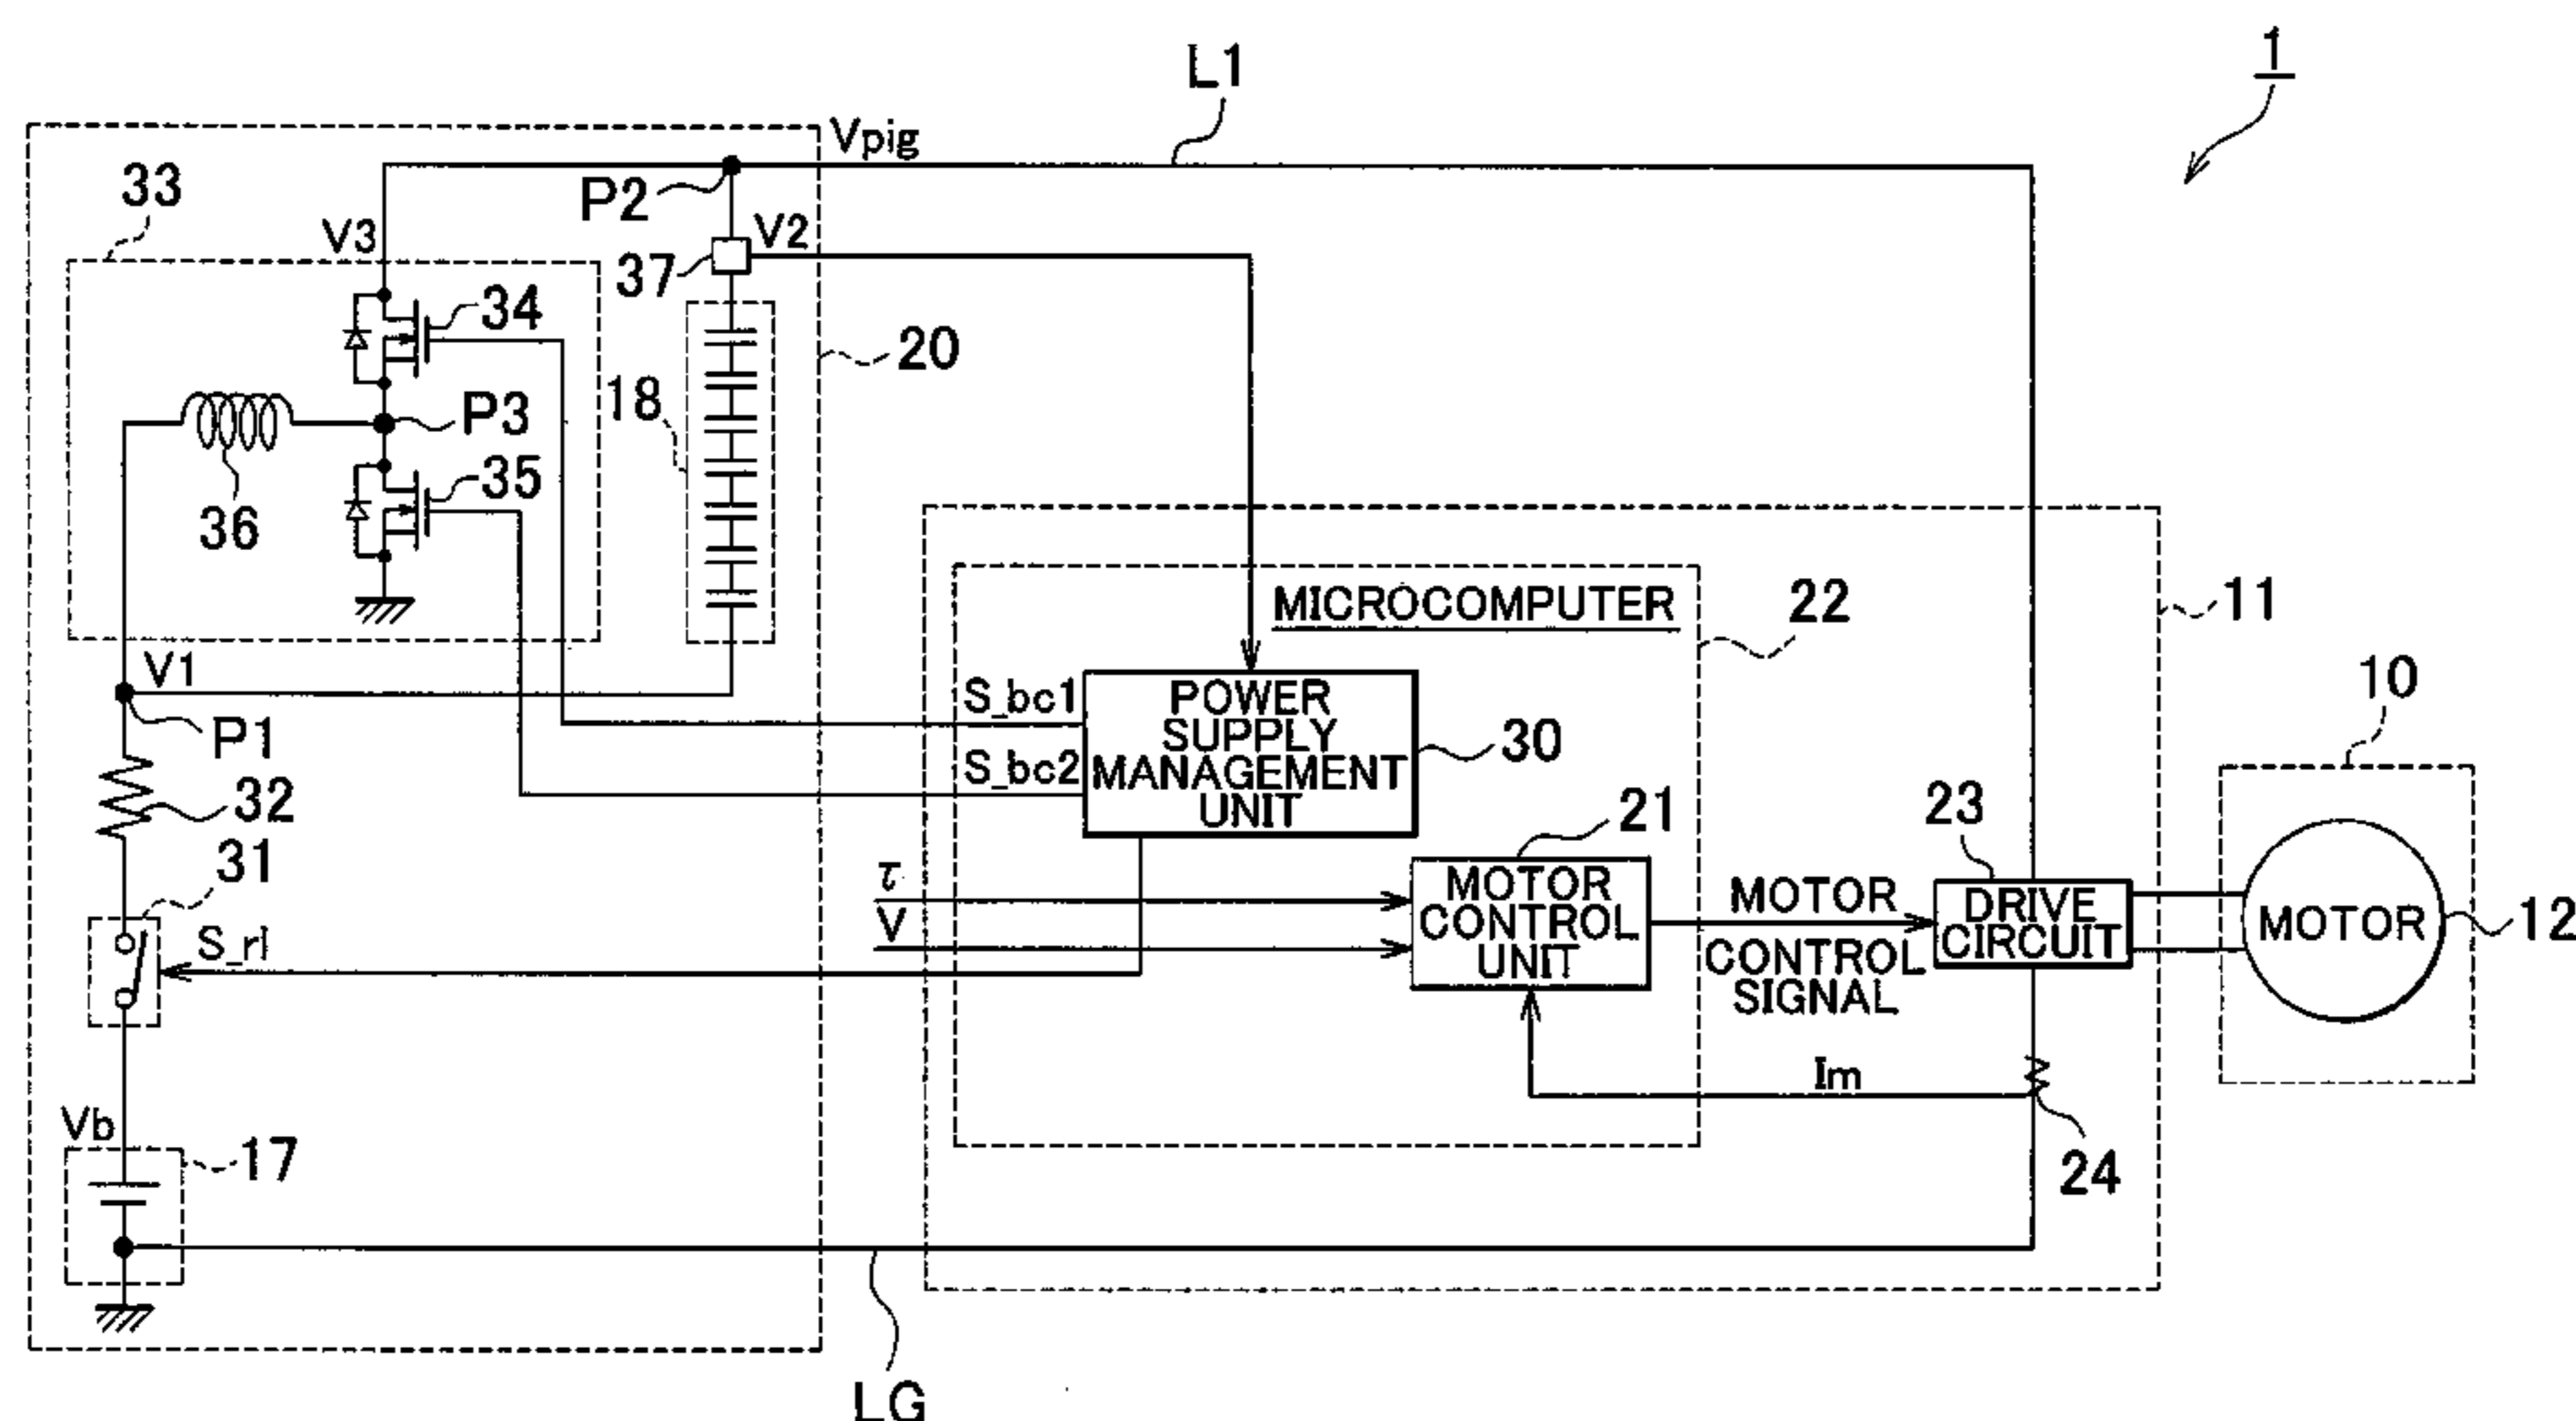 1
L1
Vpig
33
P2
V3
V2
37
34
20
18
P3
35
36
MICROCOMPUTER
22
11
V1
P1
S_bc1
S_bc2
POWER
SUPPLY
MANAGEMENT
UNIT
30
10
32
31
S_rl
τ
V
21
MOTOR
CONTROL
UNIT
MOTOR
CONTROL
SIGNAL
23
DRIVE
CIRCUIT
MOTOR
12
Im
24
Vb
17
LG